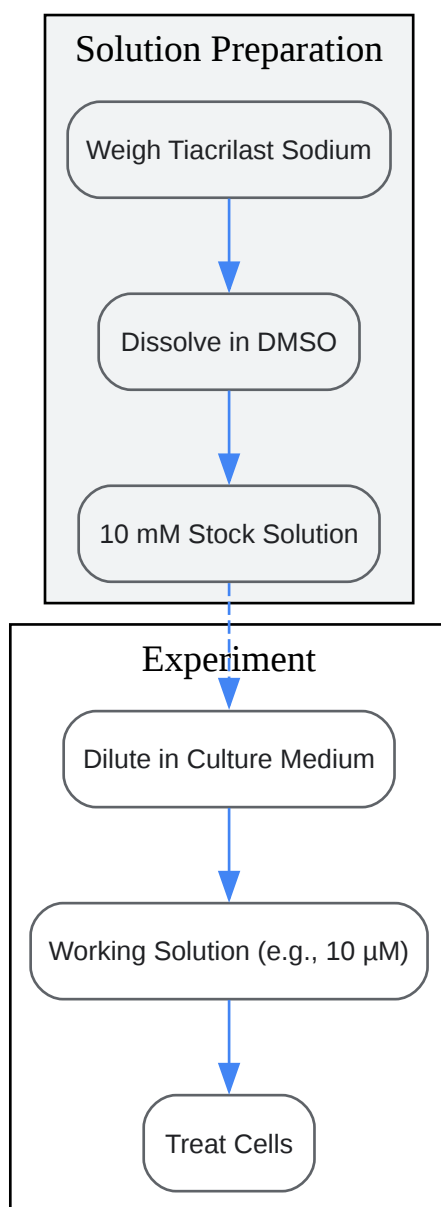 Solution Preparation
Weigh Tiacrilast Sodium
Dissolve in DMSO
10 mM Stock Solution
Experiment
Dilute in Culture Medium
Working Solution (e.g., 10 µM)
Treat Cells